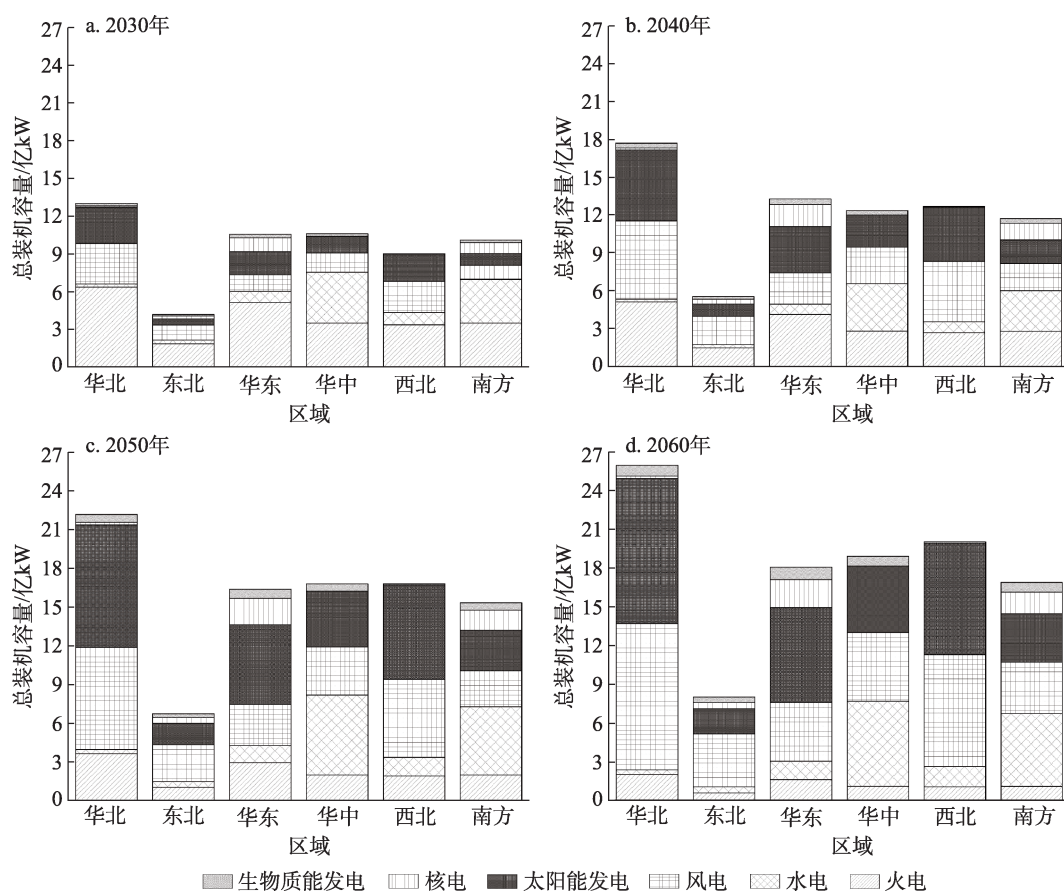 a. 2030年
总装机容量/亿kW
27
24
21
18
15
12
9
6
3
0
华北 东北 华东 华中 西北 南方
区域
b. 2040年
总装机容量/亿kW
27
24
21
18
15
12
9
6
3
0
华北 东北 华东 华中 西北 南方
区域
c. 2050年
总装机容量/亿kW
27
24
21
18
15
12
9
6
3
0
华北 东北 华东 华中 西北 南方
区域
d. 2060年
总装机容量/亿kW
27
24
21
18
15
12
9
6
3
0
华北 东北 华东 华中 西北 南方
区域
生物质能发电 核电 太阳能发电 风电 水电 火电